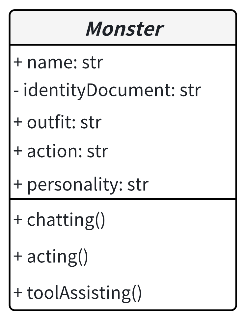 Monster
+ name: str
- identityDocument: str
+ outfit: str
+ action: str
+ personality: str
+ chatting()
+ acting()
+ toolAssisting()